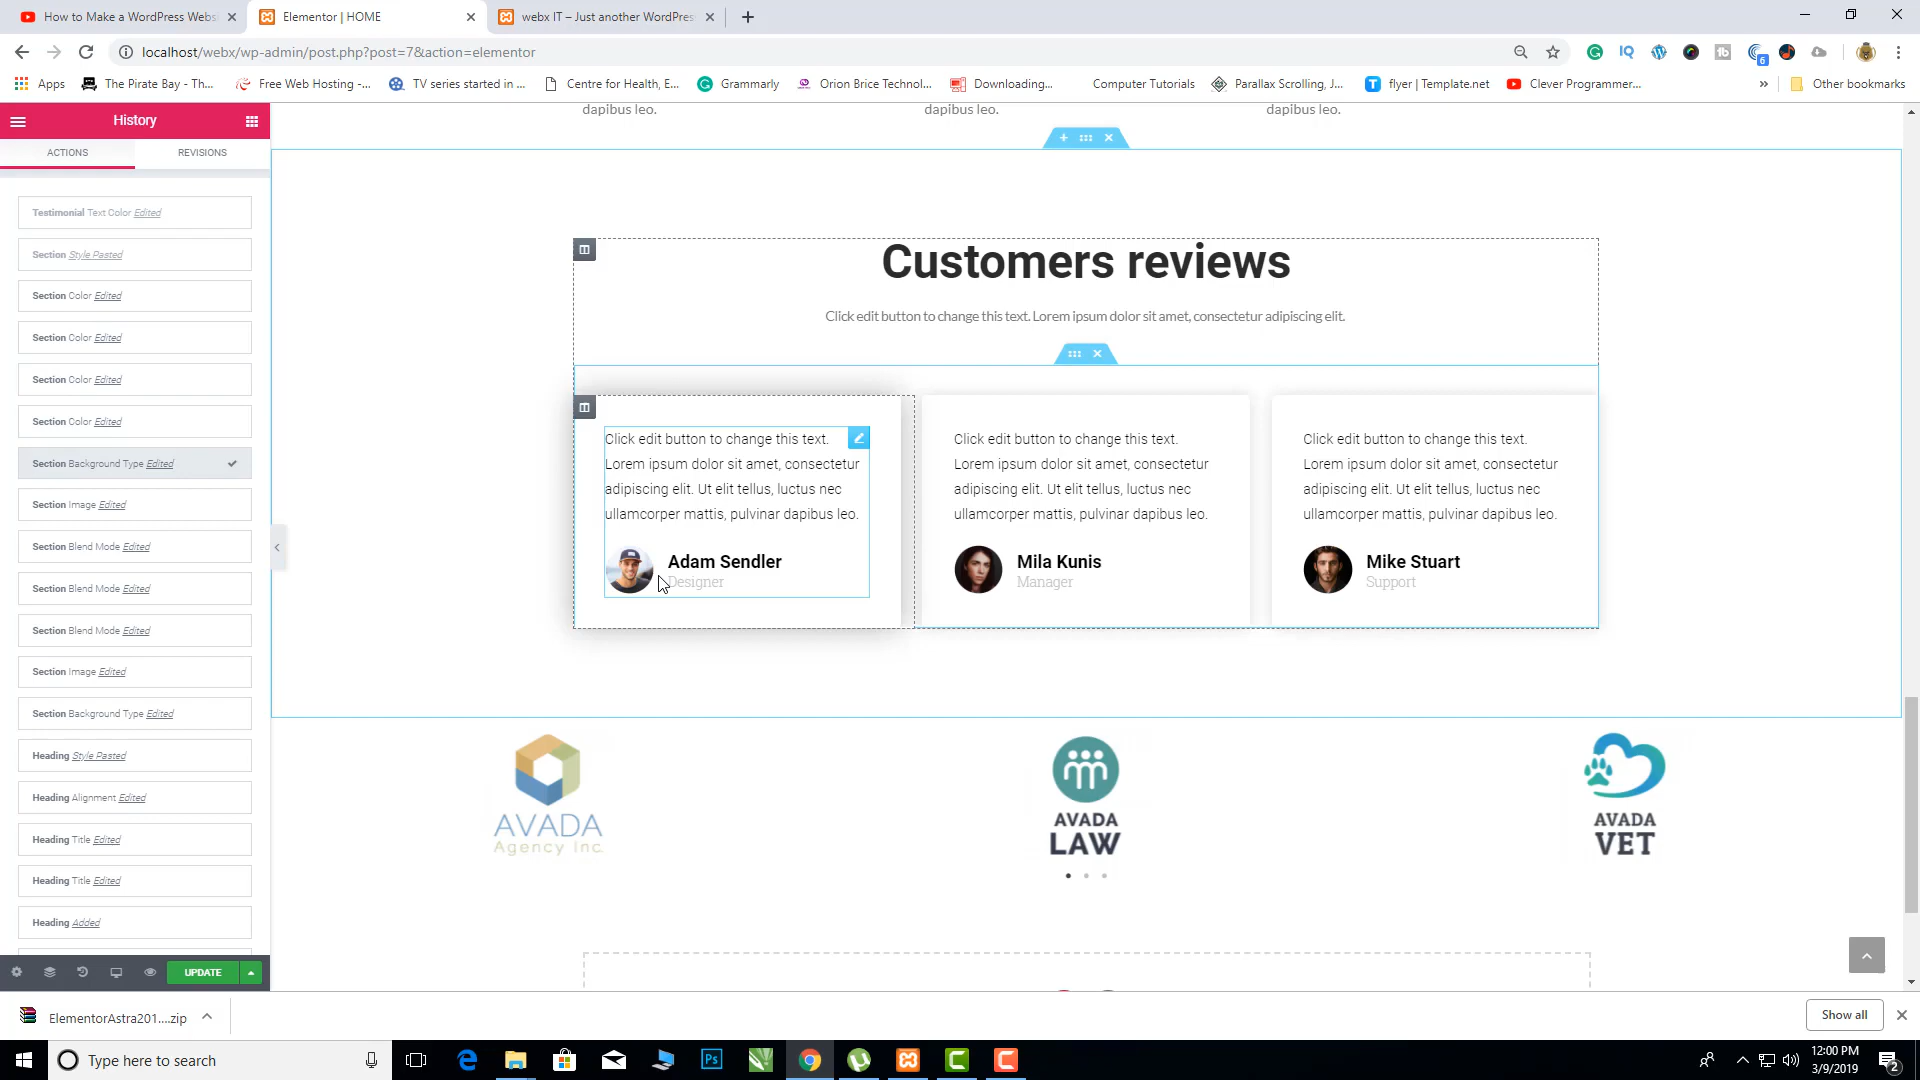 How to Make a WordPress Webs
Elementor | HOME
webx IT – Just another WordPres
localhost/webx/wp-admin/post.php?post=7&action=elementor
Apps
The Pirate Bay - Th...
Free Web Hosting -...
TV series started in ...
Centre for Health, E...
Grammarly
Orion Brice Technol...
Downloading...
Computer Tutorials
Parallax Scrolling, J...
flyer | Template.net
Clever Programmer...
»
Other bookmarks
History
ACTIONS
REVISIONS
Testimonial Text Color Edited
Section Style Pasted
Section Color Edited
Section Color Edited
Section Color Edited
Section Color Edited
Section Background Type Edited
Section Image Edited
Section Blend Mode Edited
Section Blend Mode Edited
Section Blend Mode Edited
Section Image Edited
Section Background Type Edited
Heading Style Pasted
Heading Alignment Edited
Heading Title Edited
Heading Title Edited
Heading Added
UPDATE
dapibus leo.
dapibus leo.
dapibus leo.
Customers reviews
Click edit button to change this text. Lorem ipsum dolor sit amet, consectetur adipiscing elit.
Click edit button to change this text.
Lorem ipsum dolor sit amet, consectetur
adipiscing elit. Ut elit tellus, luctus nec
ullamcorper mattis, pulvinar dapibus leo.
Adam Sendler
Designer
Click edit button to change this text.
Lorem ipsum dolor sit amet, consectetur
adipiscing elit. Ut elit tellus, luctus nec
ullamcorper mattis, pulvinar dapibus leo.
Mila Kunis
Manager
Click edit button to change this text.
Lorem ipsum dolor sit amet, consectetur
adipiscing elit. Ut elit tellus, luctus nec
ullamcorper mattis, pulvinar dapibus leo.
Mike Stuart
Support
AVADA
Agency Inc.
AVADA
LAW
AVADA
VET
ElementorAstra201....zip
Show all
Type here to search
12:00 PM
3/9/2019